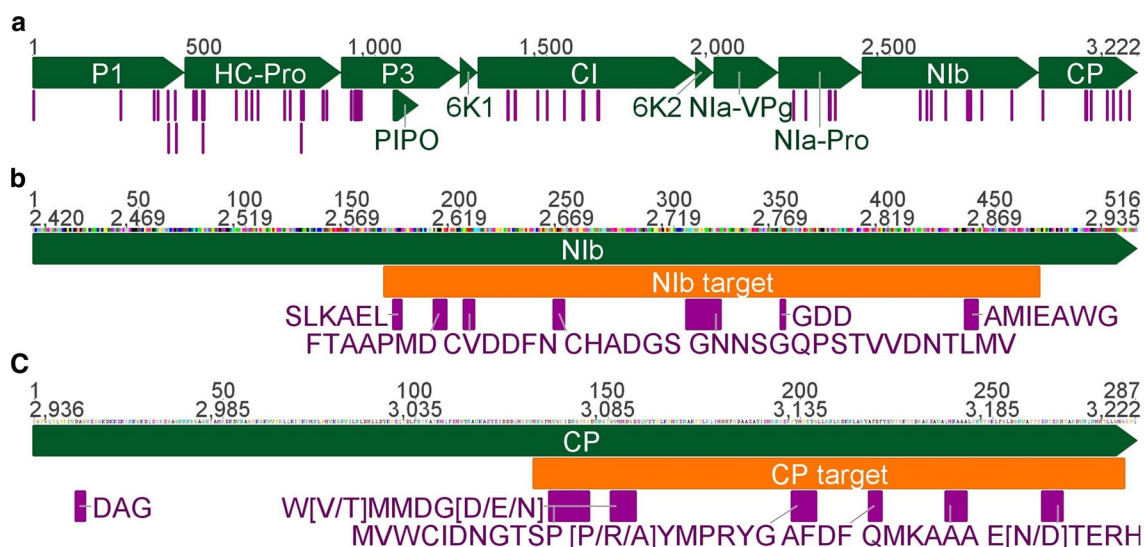 a
1 500 1,000 1,500 2,000 2,500 3,222
P1 HC-Pro P3 CI NIb CP
6K1 6K2 NIa-VPg
PIPO NIa-Pro
b
1 50 100 150 200 250 300 350 400 450 516
2,420 2,469 2,519 2,569 2,619 2,669 2,719 2,769 2,819 2,869 2,935
NIb
NIb target
SLKAEL GDD AMIEAWG
FTAAPMD CVDDFN CHADGS GNNSGQPSTVVDNTLMV
C
1 50 100 150 200 250 287
2,936 2,985 3,035 3,085 3,135 3,185 3,222
CP
CP target
DAG W[V/T]MMDG[D/E/N]
MVWCIDNGTSP [P/R/A]YMPRYG AFDF QMKAAA E[N/D]TERH